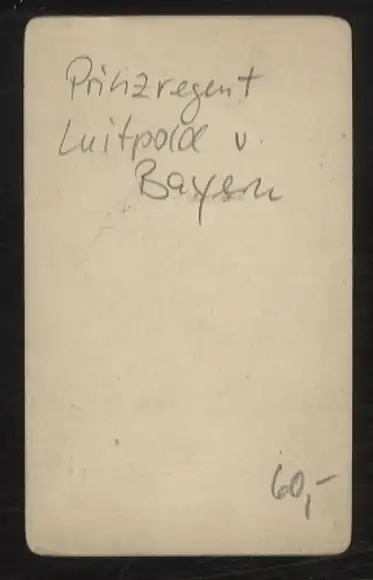 Prinzregent
Luitpold v.
Bayern
60,-